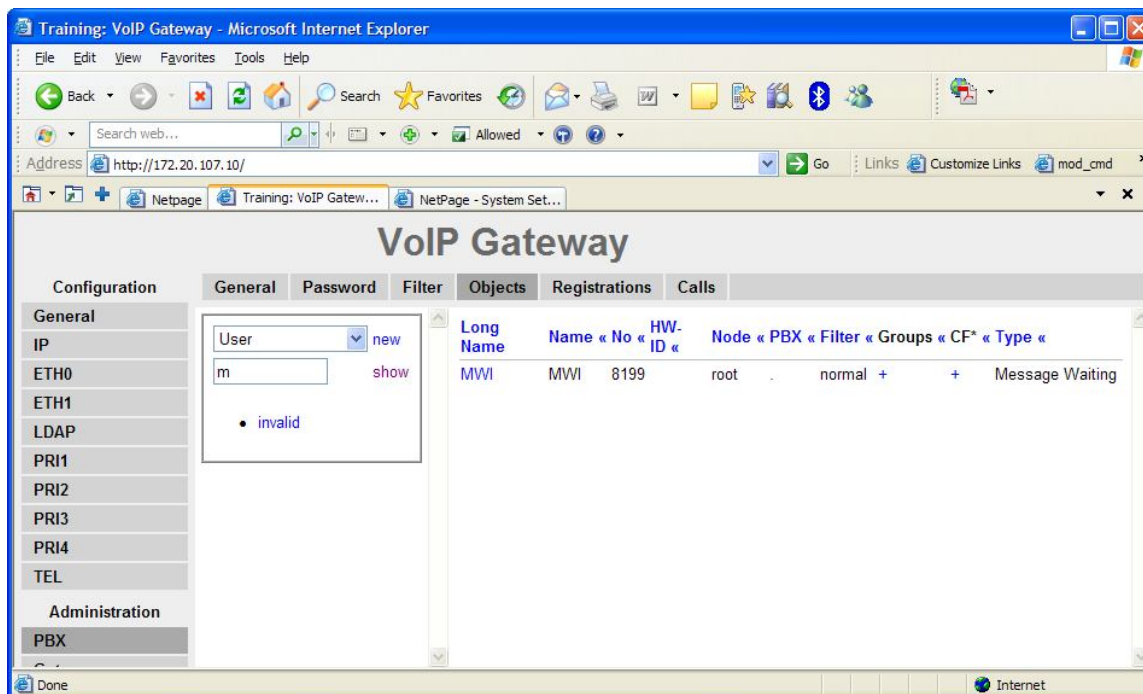 Training: VoIP Gateway - Microsoft Internet Explorer
File Edit View Favorites Tools Help
Back Search Favorites
Search web... Allowed
Address http://172.20.107.10/ Go Links Customize Links mod_cmd
Netpage Training: VoIP Gatew... NetPage - System Set...
VoIP Gateway
Configuration General Password Filter Objects Registrations Calls
General
IP
ETH0
ETH1
LDAP
PRI1
PRI2
PRI3
PRI4
TEL
Administration
PBX
User new
m show
• invalid
Long Name Name « No « HW-ID « Node « PBX « Filter « Groups « CF* « Type «
MWI MWI 8199 root . normal + + Message Waiting
Done Internet